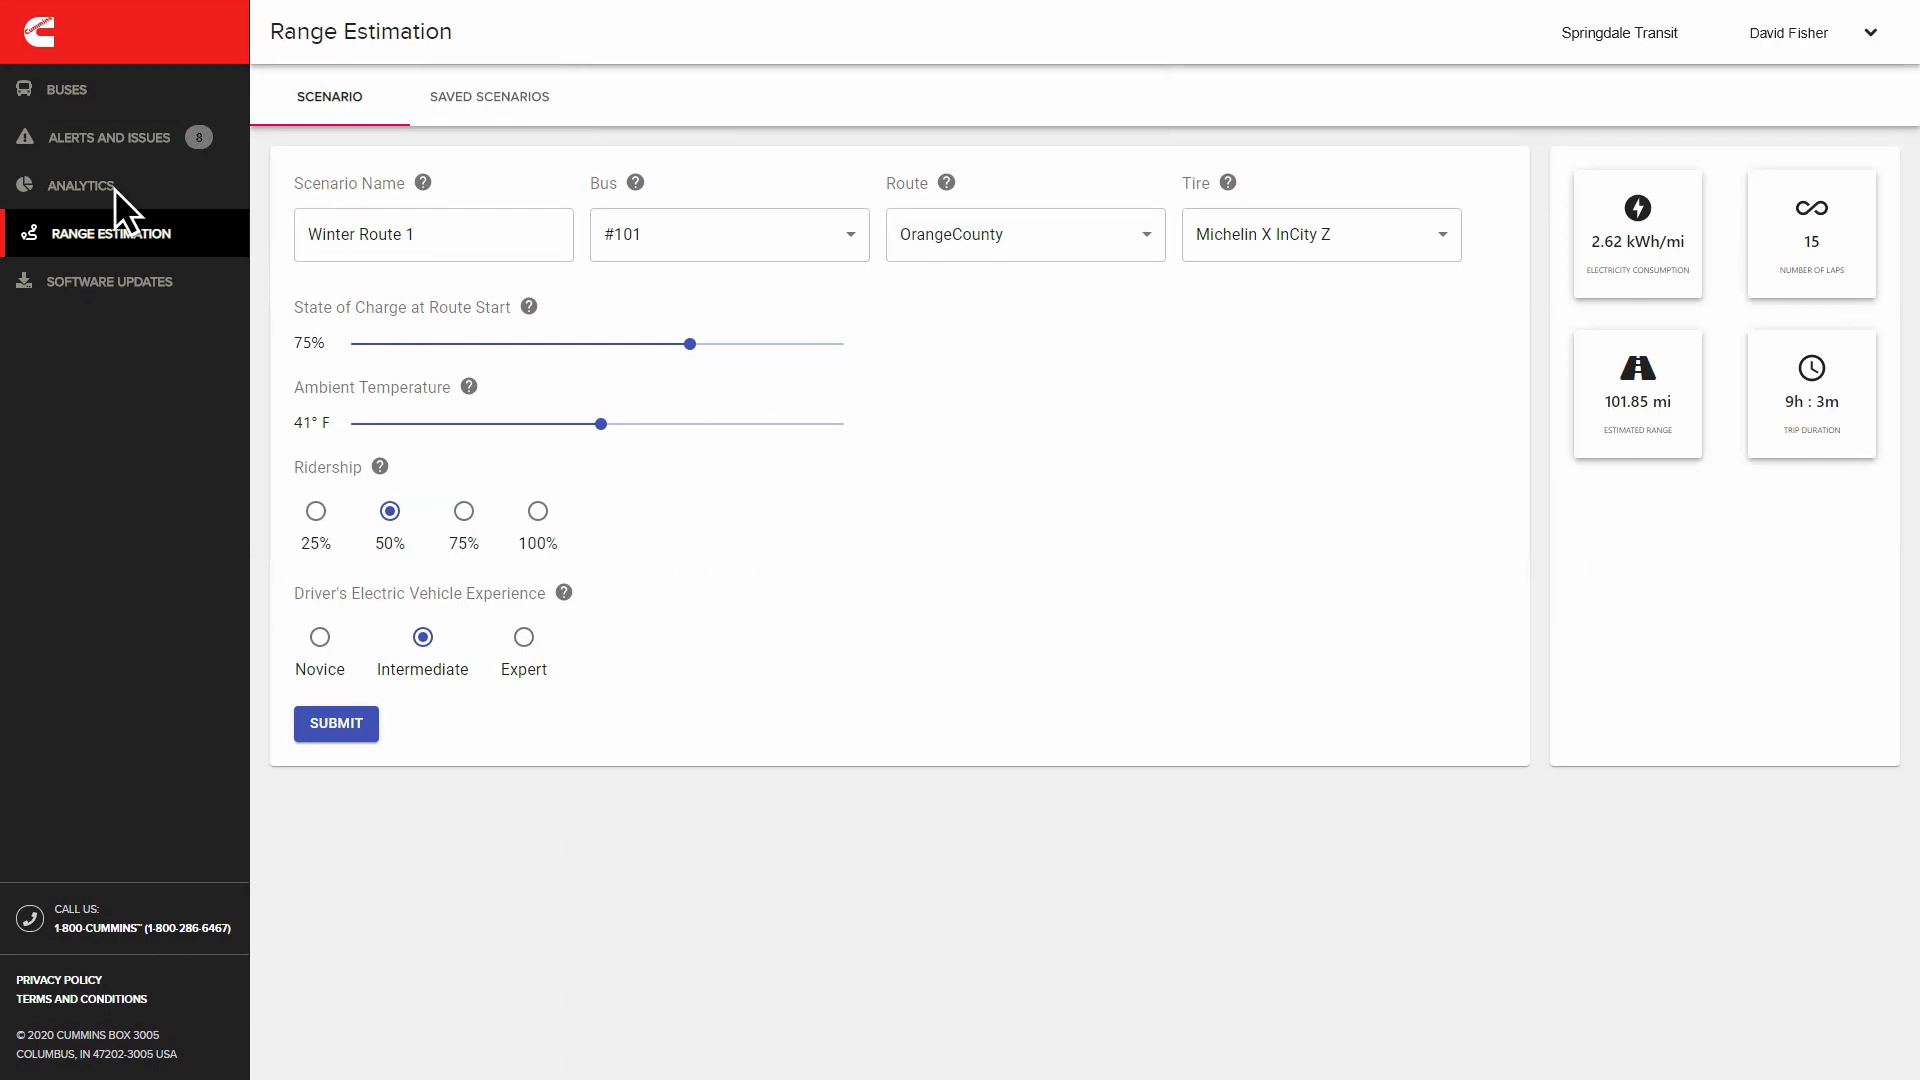 Cummins
Range Estimation
Springdale Transit
David Fisher
BUSES
ALERTS AND ISSUES 8
ANALYTICS
RANGE ESTIMATION
SOFTWARE UPDATES
SCENARIO
SAVED SCENARIOS
Scenario Name ?
Bus ?
Route ?
Tire ?
Winter Route 1
#101
OrangeCounty
Michelin X InCity Z
State of Charge at Route Start ?
75%
Ambient Temperature ?
41° F
Ridership ?
25%
50%
75%
100%
Driver's Electric Vehicle Experience ?
Novice
Intermediate
Expert
SUBMIT
2.62 kWh/mi
ELECTRICITY CONSUMPTION
15
NUMBER OF LAPS
101.85 mi
ESTIMATED RANGE
9h : 3m
TRIP DURATION
CALL US:
1-800-CUMMINS™ (1-800-286-6467)
PRIVACY POLICY
TERMS AND CONDITIONS
© 2020 CUMMINS BOX 3005
COLUMBUS, IN 47202-3005 USA